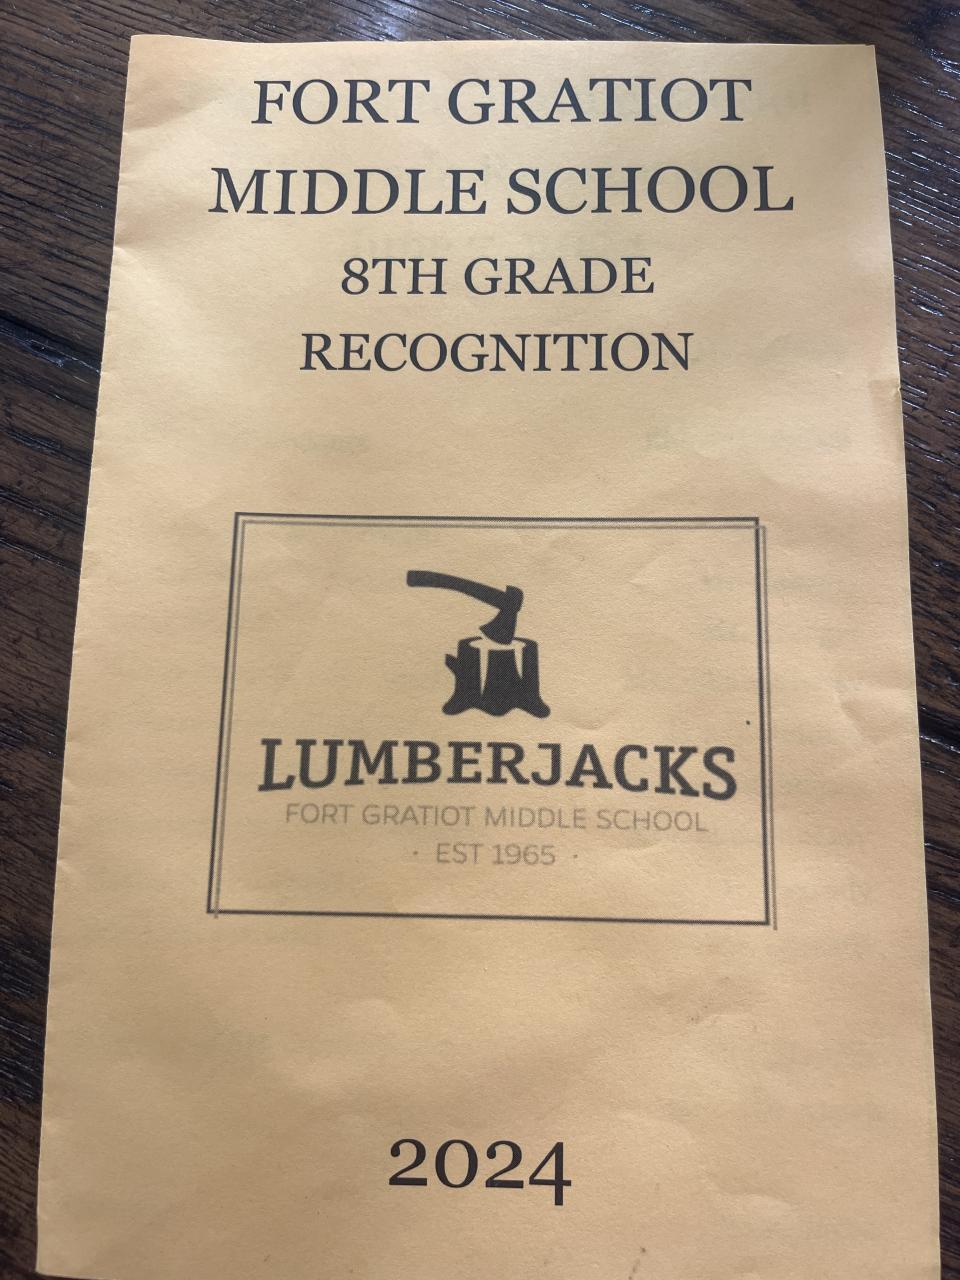 FORT GRATIOT
MIDDLE SCHOOL
8TH GRADE
RECOGNITION
LUMBERJACKS
FORT GRATIOT MIDDLE SCHOOL
· EST 1965 ·
2024